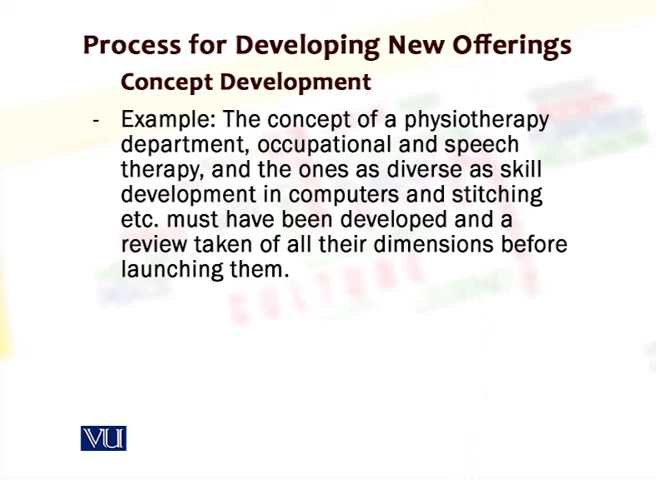 Process for Developing New Offerings
Concept Development
- Example: The concept of a physiotherapy
department, occupational and speech
therapy, and the ones as diverse as skill
development in computers and stitching
etc. must have been developed and a
review taken of all their dimensions before
launching them.
CULTURE
VU